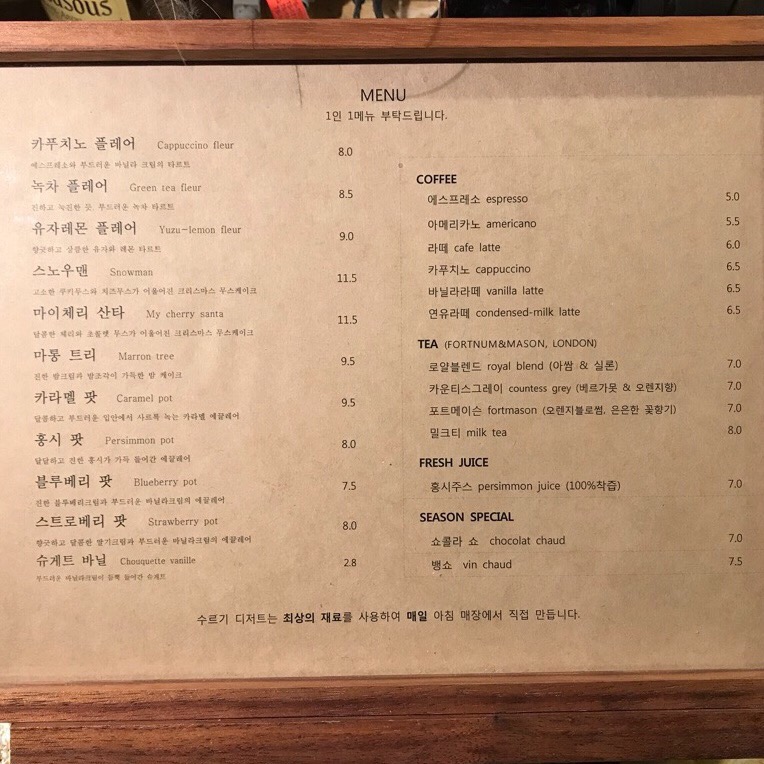 MENU
1인 1메뉴 부탁드립니다.
카푸치노 플레어 Cappuccino fleur 8.0
에스프레소와 부드러운 바닐라 크림의 타르트
녹차 플레어 Green tea fleur 8.5
진하고 녹진한 맛, 부드러운 녹차 타르트
유자레몬 플레어 Yuzu-lemon fleur 9.0
향긋하고 상큼한 유자와 레몬 타르트
스노우맨 Snowman 11.5
고소한 쿠키무스와 치즈무스가 어울어진 크리스마스 무스케이크
마이체리 산타 My cherry santa 11.5
달콤한 체리와 초콜렛 무스가 어울어진 크리스마스 무스케이크
마롱 트리 Marron tree 9.5
진한 밤크림과 밤조각이 가득한 밤 케이크
카라멜 팟 Caramel pot 9.5
달콤하고 부드러운 입안에서 사르륵 녹는 카라멜 에끌레어
홍시 팟 Persimmon pot 8.0
달달하고 진한 홍시가 가득 들어간 에끌레어
블루베리 팟 Blueberry pot 7.5
진한 블루베리크림과 부드러운 바닐라크림의 에끌레어
스트로베리 팟 Strawberry pot 8.0
향긋하고 달콤한 딸기크림과 부드러운 바닐라크림의 에끌레어
슈게트 바닐 Chouquette vanille 2.8
부드러운 바닐라크림이 듬뿍 들어간 슈게트
COFFEE
에스프레소 espresso 5.0
아메리카노 americano 5.5
라떼 cafe latte 6.0
카푸치노 cappuccino 6.5
바닐라라떼 vanilla latte 6.5
연유라떼 condensed-milk latte 6.5
TEA (FORTNUM&MASON, LONDON)
로얄블렌드 royal blend (아쌈 & 실론) 7.0
카운티스그레이 countess grey (베르가못 & 오렌지향) 7.0
포트메이슨 fortmason (오렌지블로썸, 은은한 꽃향기) 7.0
밀크티 milk tea 8.0
FRESH JUICE
홍시주스 persimmon juice (100%착즙) 7.0
SEASON SPECIAL
쇼콜라 쇼 chocolat chaud 7.0
뱅쇼 vin chaud 7.5
수르기 디저트는 최상의 재료를 사용하여 매일 아침 매장에서 직접 만듭니다.